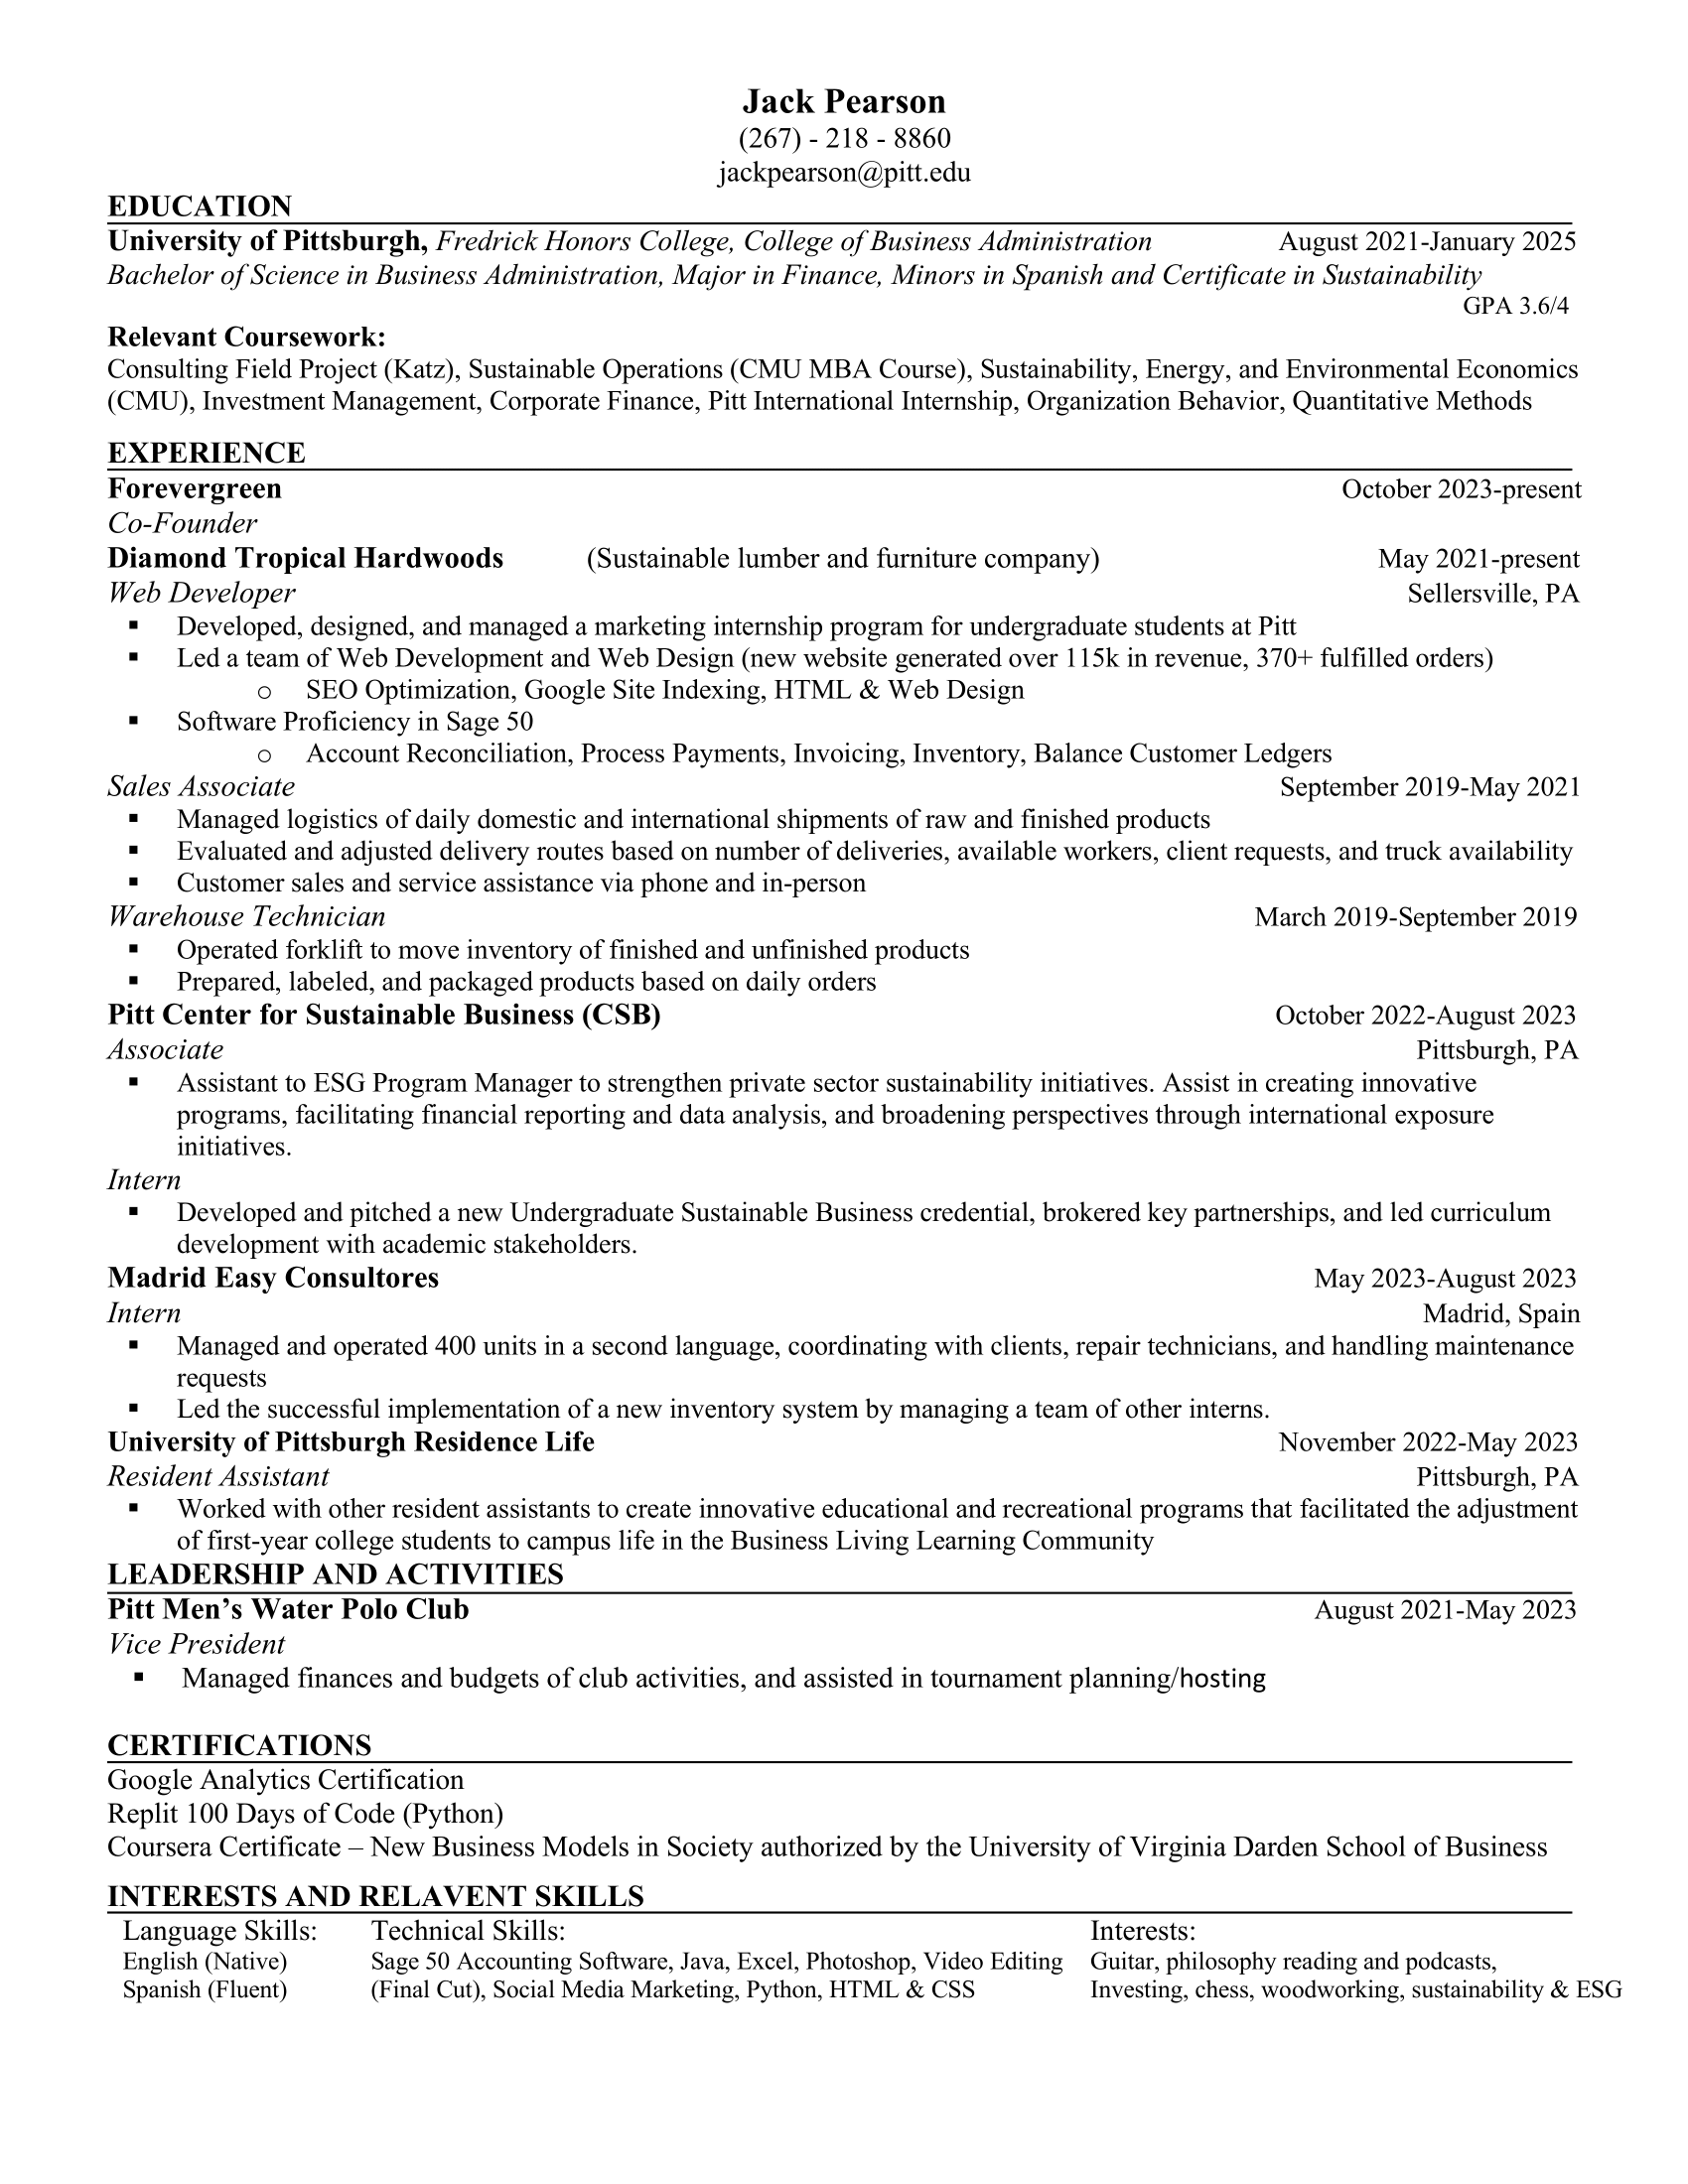 Jack Pearson
(267) - 218 - 8860
jackpearson@pitt.edu
EDUCATION
University of Pittsburgh, Fredrick Honors College, College of Business Administration August 2021-January 2025
Bachelor of Science in Business Administration, Major in Finance, Minors in Spanish and Certificate in Sustainability
GPA 3.6/4
Relevant Coursework:
Consulting Field Project (Katz), Sustainable Operations (CMU MBA Course), Sustainability, Energy, and Environmental Economics
(CMU), Investment Management, Corporate Finance, Pitt International Internship, Organization Behavior, Quantitative Methods
EXPERIENCE
Forevergreen October 2023-present
Co-Founder
Diamond Tropical Hardwoods (Sustainable lumber and furniture company) May 2021-present
Web Developer Sellersville, PA
▪ Developed, designed, and managed a marketing internship program for undergraduate students at Pitt
▪ Led a team of Web Development and Web Design (new website generated over 115k in revenue, 370+ fulfilled orders)
o SEO Optimization, Google Site Indexing, HTML & Web Design
▪ Software Proficiency in Sage 50
o Account Reconciliation, Process Payments, Invoicing, Inventory, Balance Customer Ledgers
Sales Associate September 2019-May 2021
▪ Managed logistics of daily domestic and international shipments of raw and finished products
▪ Evaluated and adjusted delivery routes based on number of deliveries, available workers, client requests, and truck availability
▪ Customer sales and service assistance via phone and in-person
Warehouse Technician March 2019-September 2019
▪ Operated forklift to move inventory of finished and unfinished products
▪ Prepared, labeled, and packaged products based on daily orders
Pitt Center for Sustainable Business (CSB) October 2022-August 2023
Associate Pittsburgh, PA
▪ Assistant to ESG Program Manager to strengthen private sector sustainability initiatives. Assist in creating innovative
programs, facilitating financial reporting and data analysis, and broadening perspectives through international exposure
initiatives.
Intern
▪ Developed and pitched a new Undergraduate Sustainable Business credential, brokered key partnerships, and led curriculum
development with academic stakeholders.
Madrid Easy Consultores May 2023-August 2023
Intern Madrid, Spain
▪ Managed and operated 400 units in a second language, coordinating with clients, repair technicians, and handling maintenance
requests
▪ Led the successful implementation of a new inventory system by managing a team of other interns.
University of Pittsburgh Residence Life November 2022-May 2023
Resident Assistant Pittsburgh, PA
▪ Worked with other resident assistants to create innovative educational and recreational programs that facilitated the adjustment
of first-year college students to campus life in the Business Living Learning Community
LEADERSHIP AND ACTIVITIES
Pitt Men’s Water Polo Club August 2021-May 2023
Vice President
▪ Managed finances and budgets of club activities, and assisted in tournament planning/hosting
CERTIFICATIONS
Google Analytics Certification
Replit 100 Days of Code (Python)
Coursera Certificate – New Business Models in Society authorized by the University of Virginia Darden School of Business
INTERESTS AND RELAVENT SKILLS
Language Skills: Technical Skills: Interests:
English (Native) Sage 50 Accounting Software, Java, Excel, Photoshop, Video Editing Guitar, philosophy reading and podcasts,
Spanish (Fluent) (Final Cut), Social Media Marketing, Python, HTML & CSS Investing, chess, woodworking, sustainability & ESG